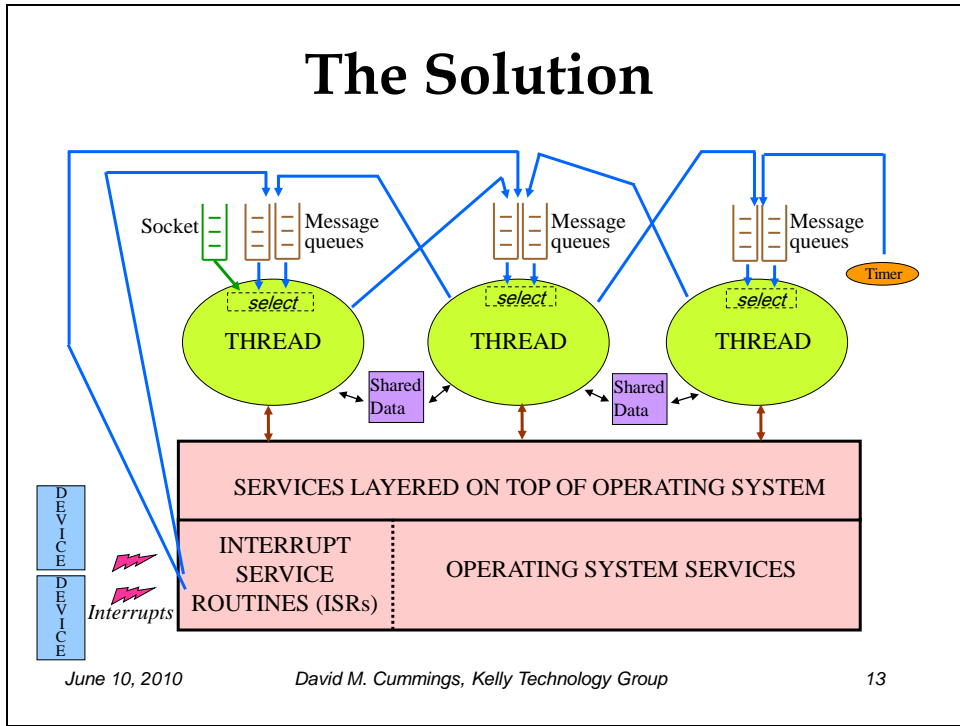 The Solution
Socket
Message
queues
Message
queues
Message
queues
Timer
select
select
select
THREAD
THREAD
THREAD
Shared
Data
Shared
Data
SERVICES LAYERED ON TOP OF OPERATING SYSTEM
DEVICE
INTERRUPT
SERVICE
ROUTINES (ISRs)
OPERATING SYSTEM SERVICES
DEVICE
Interrupts
June 10, 2010 David M. Cummings, Kelly Technology Group 13